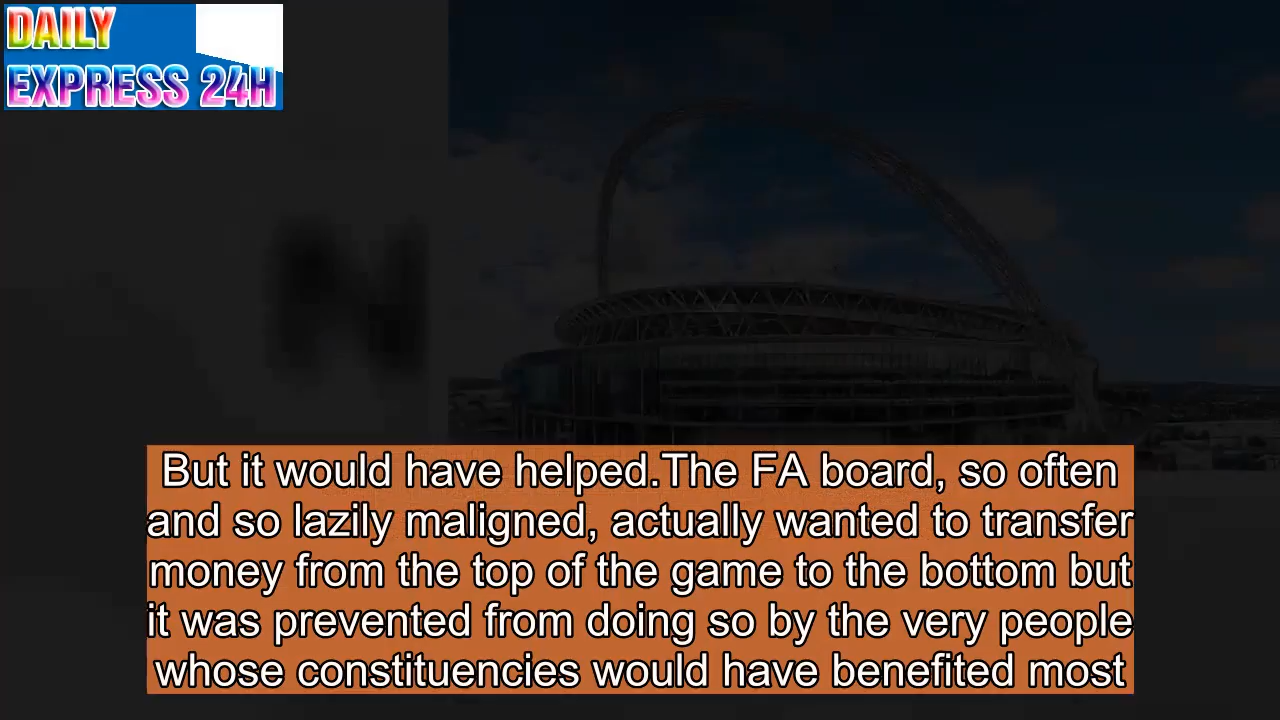 DAILY
EXPRESS 24H
But it would have helped.The FA board, so often
and so lazily maligned, actually wanted to transfer
money from the top of the game to the bottom but
it was prevented from doing so by the very people
whose constituencies would have benefited most